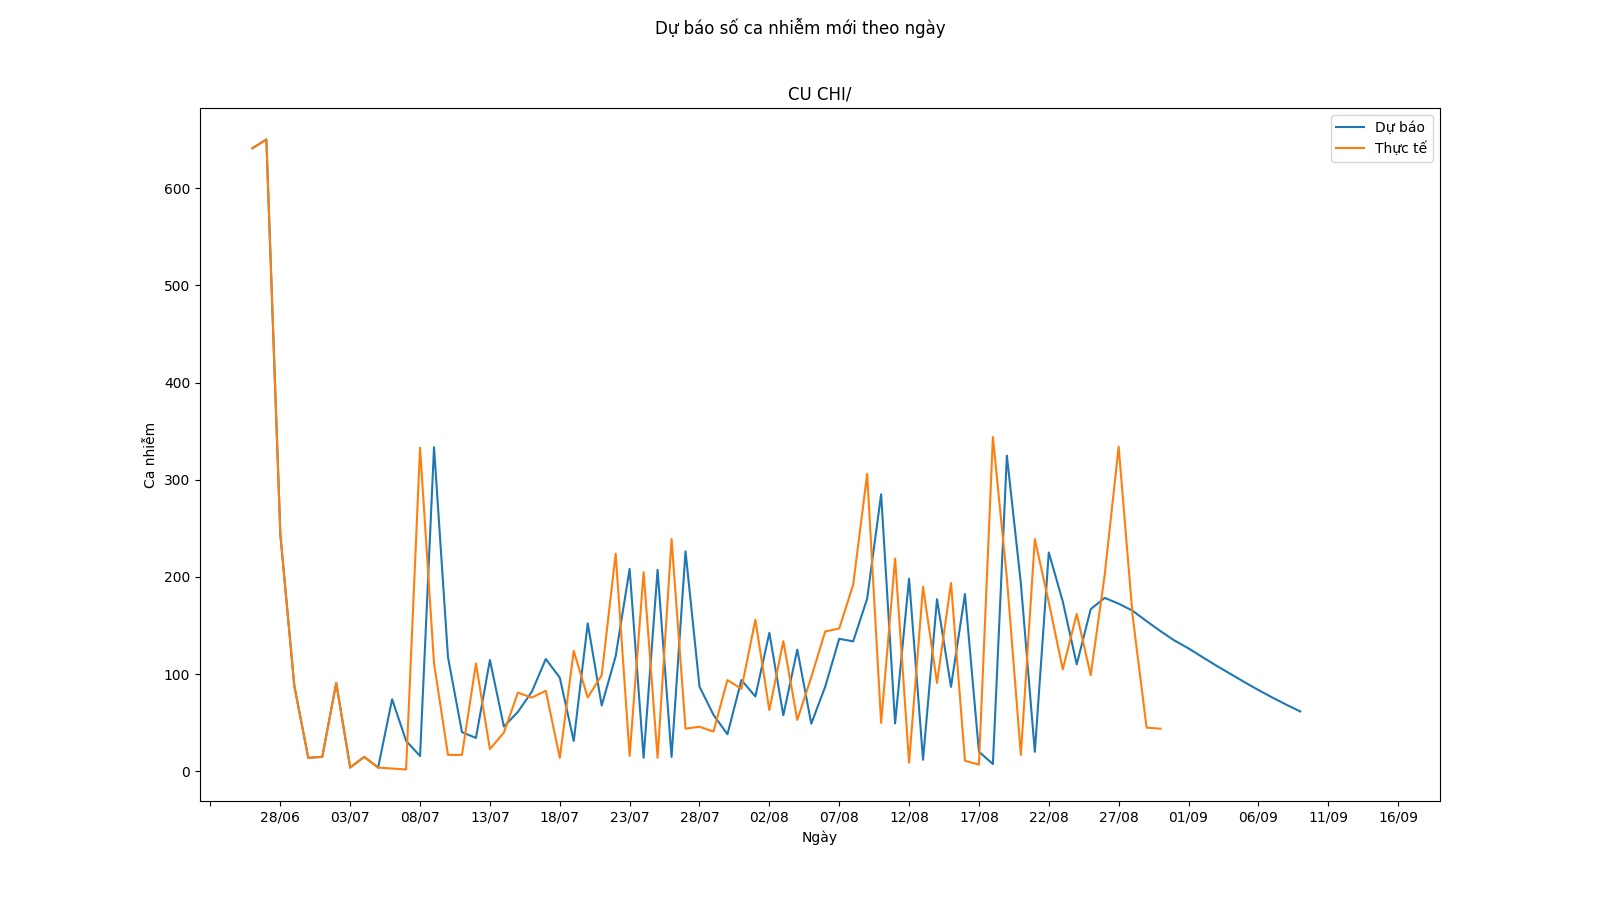 Dự báo số ca nhiễm mới theo ngày
CU CHI/
Dự báo
Thực tế
600
500
400
300
200
100
0
Ca nhiễm
28/06 03/07 08/07 13/07 18/07 23/07 28/07 02/08 07/08 12/08 17/08 22/08 27/08 01/09 06/09 11/09 16/09
Ngày